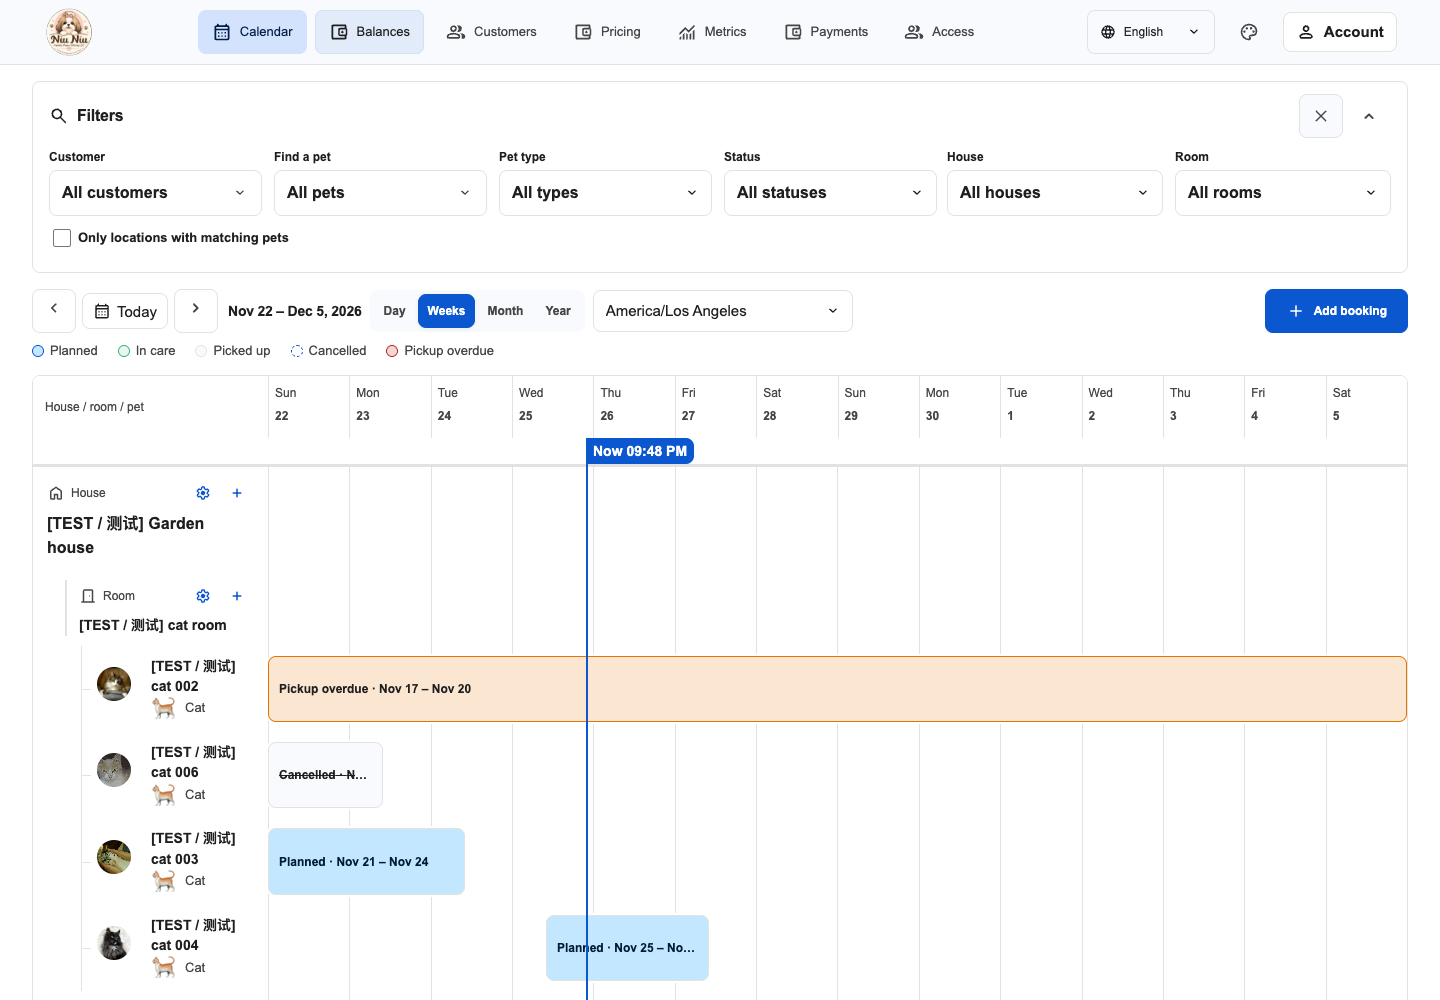 Niu Niu
Calendar
Balances
Customers
Pricing
Metrics
Payments
Access
English
Account
Filters
Customer
Find a pet
Pet type
Status
House
Room
All customers
All pets
All types
All statuses
All houses
All rooms
Only locations with matching pets
Today
Nov 22 – Dec 5, 2026
Day
Weeks
Month
Year
America/Los Angeles
Add booking
Planned
In care
Picked up
Cancelled
Pickup overdue
House / room / pet
Sun
22
Mon
23
Tue
24
Wed
25
Thu
26
Fri
27
Sat
28
Sun
29
Mon
30
Tue
1
Wed
2
Thu
3
Fri
4
Sat
5
Now 09:48 PM
House
[TEST / 测试] Garden
house
Room
[TEST / 测试] cat room
[TEST / 测试]
cat 002
Cat
Pickup overdue · Nov 17 – Nov 20
[TEST / 测试]
cat 006
Cat
Cancelled · N...
[TEST / 测试]
cat 003
Cat
Planned · Nov 21 – Nov 24
[TEST / 测试]
cat 004
Cat
Planned · Nov 25 – No...